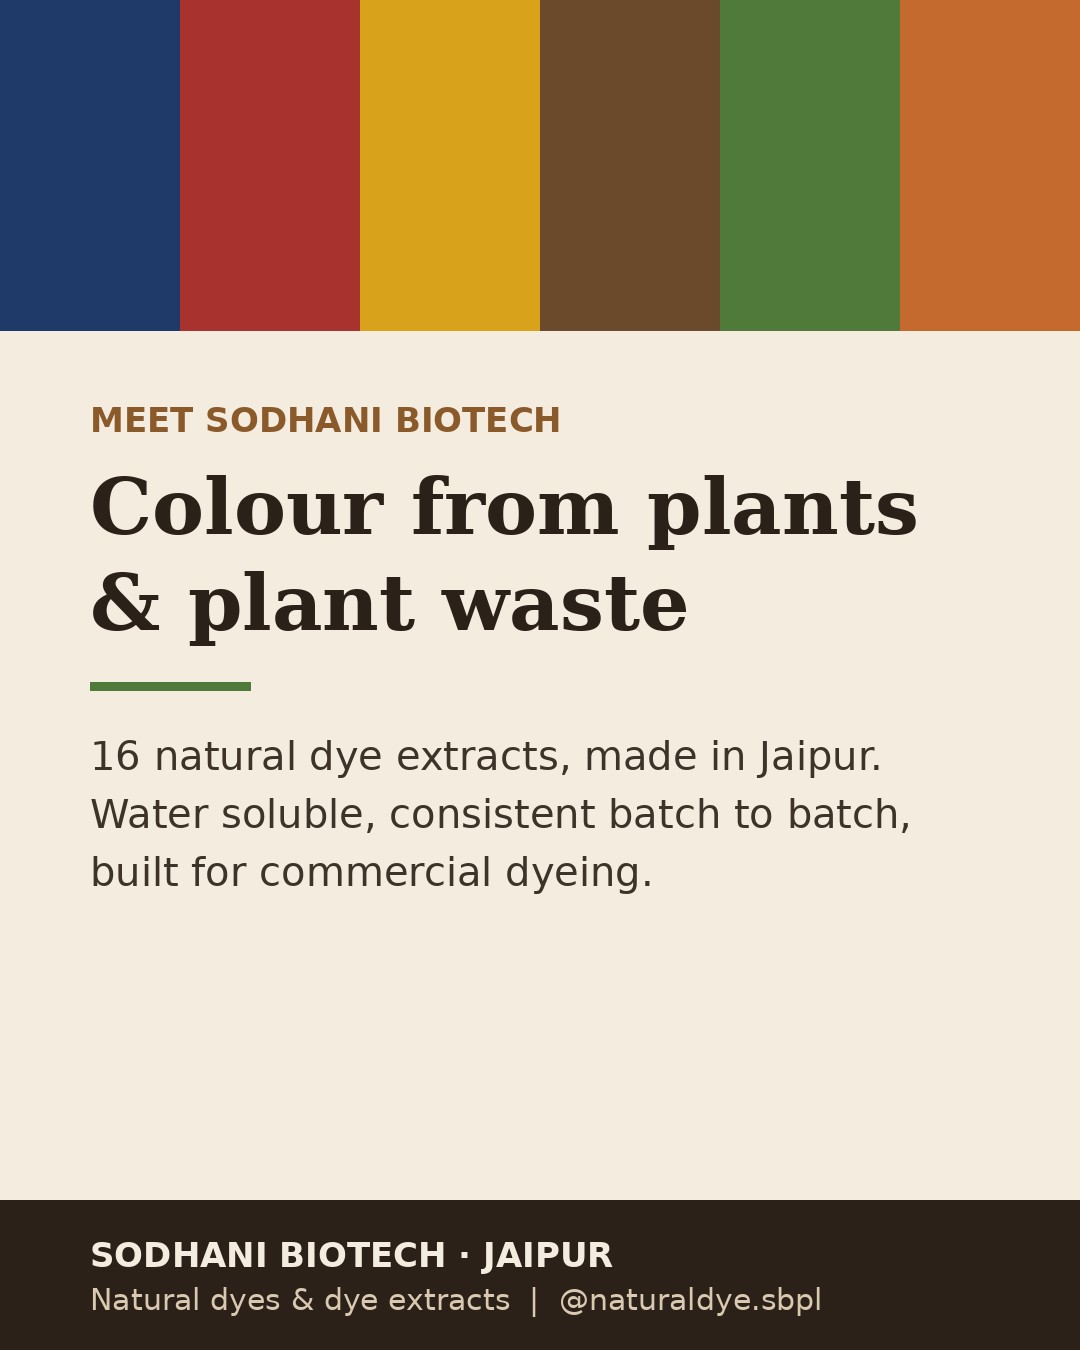 MEET SODHANI BIOTECH
Colour from plants
& plant waste
16 natural dye extracts, made in Jaipur.
Water soluble, consistent batch to batch,
built for commercial dyeing.
SODHANI BIOTECH · JAIPUR
Natural dyes & dye extracts | @naturaldye.sbpl